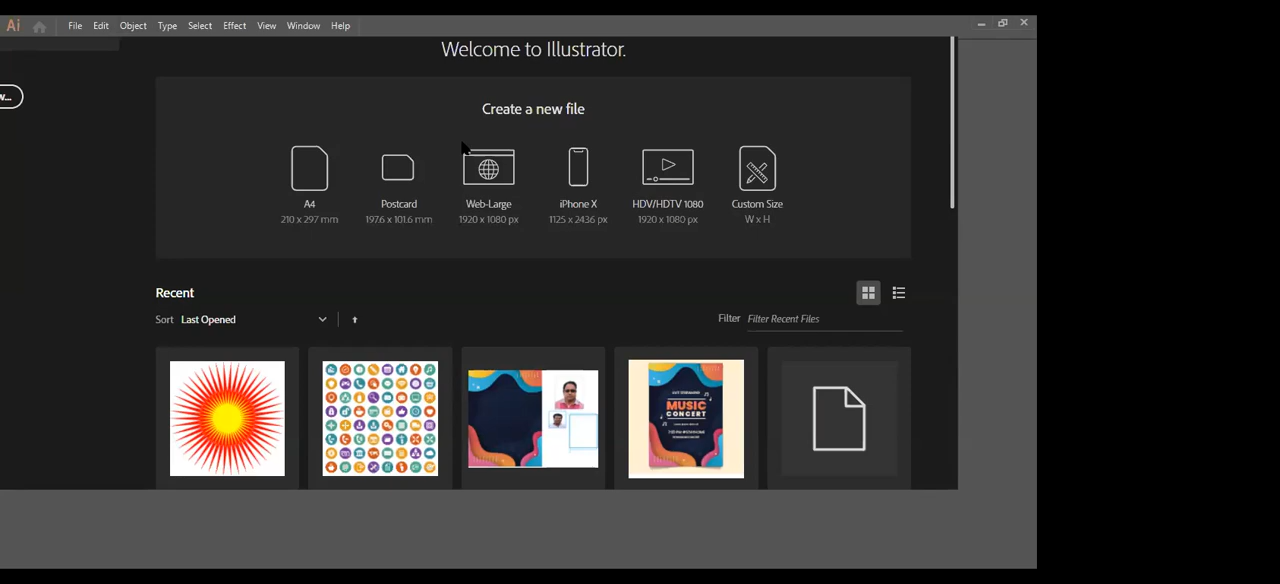 Ai File Edit Object Type Select Effect View Window Help
Welcome to Illustrator.
w...
Create a new file
A4 Postcard Web-Large iPhone X HDV/HDTV 1080 Custom Size
210 x 297 mm 197.6 x 101.6 mm 1920 x 1080 px 1125 x 2436 px 1920 x 1080 px W x H
Recent
Sort Last Opened Filter Filter Recent Files
MUSIC
CONCERT